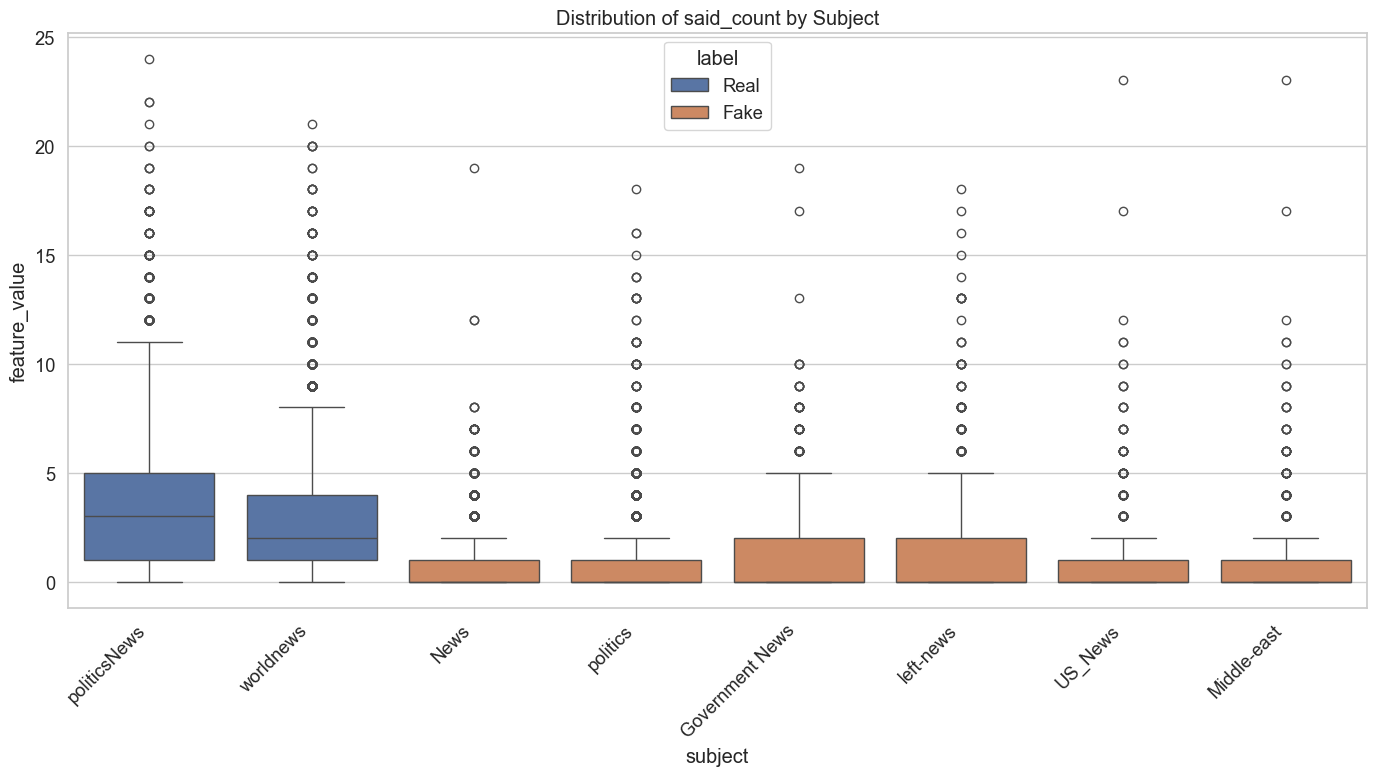 Distribution of said_count by Subject
label
Real
Fake
feature_value
25
20
15
10
5
0
politicsNews
worldnews
News
politics
Government News
left-news
US_News
Middle-east
subject